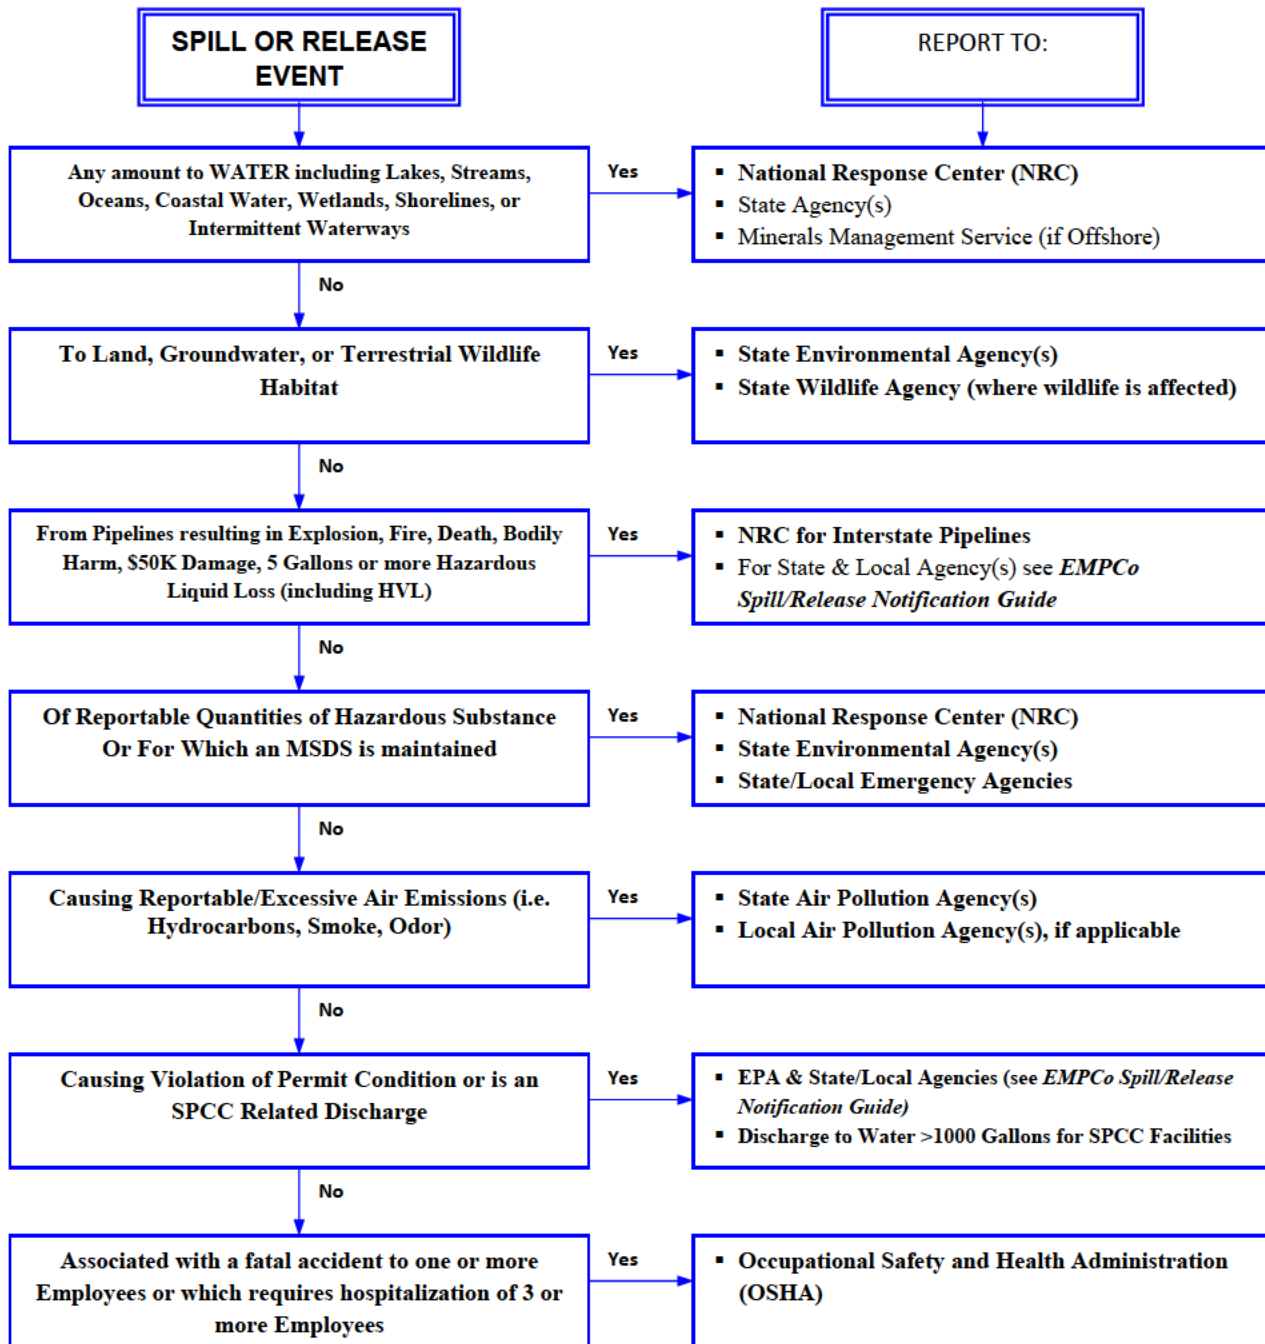 SPILL OR RELEASE
EVENT
REPORT TO:
Any amount to WATER including Lakes, Streams,
Oceans, Coastal Water, Wetlands, Shorelines, or
Intermittent Waterways
Yes
▪ National Response Center (NRC)
▪ State Agency(s)
▪ Minerals Management Service (if Offshore)
No
To Land, Groundwater, or Terrestrial Wildlife
Habitat
Yes
▪ State Environmental Agency(s)
▪ State Wildlife Agency (where wildlife is affected)
No
From Pipelines resulting in Explosion, Fire, Death, Bodily
Harm, $50K Damage, 5 Gallons or more Hazardous
Liquid Loss (including HVL)
Yes
▪ NRC for Interstate Pipelines
▪ For State & Local Agency(s) see EMPCo
Spill/Release Notification Guide
No
Of Reportable Quantities of Hazardous Substance
Or For Which an MSDS is maintained
Yes
▪ National Response Center (NRC)
▪ State Environmental Agency(s)
▪ State/Local Emergency Agencies
No
Causing Reportable/Excessive Air Emissions (i.e.
Hydrocarbons, Smoke, Odor)
Yes
▪ State Air Pollution Agency(s)
▪ Local Air Pollution Agency(s), if applicable
No
Causing Violation of Permit Condition or is an
SPCC Related Discharge
Yes
▪ EPA & State/Local Agencies (see EMPCo Spill/Release
Notification Guide)
▪ Discharge to Water >1000 Gallons for SPCC Facilities
No
Associated with a fatal accident to one or more
Employees or which requires hospitalization of 3 or
more Employees
Yes
▪ Occupational Safety and Health Administration
(OSHA)